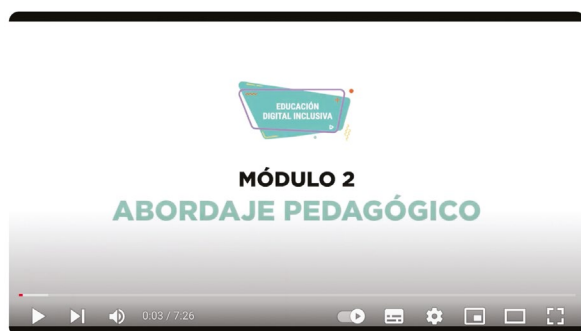 EDUCACIÓN
DIGITAL INCLUSIVA
MÓDULO 2
ABORDAJE PEDAGÓGICO
0:03 / 7:26